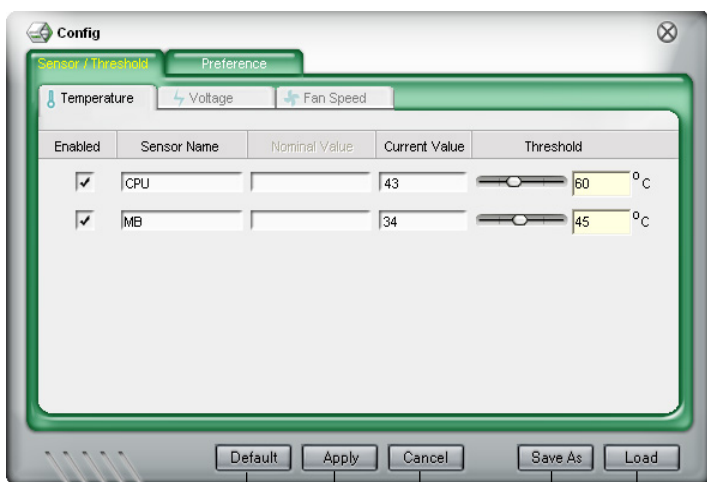 Config
Sensor / Threshold Preference
Temperature Voltage Fan Speed
Enabled Sensor Name Nominal Value Current Value Threshold
CPU 43 60 °C
MB 34 45 °C
Default Apply Cancel Save As Load